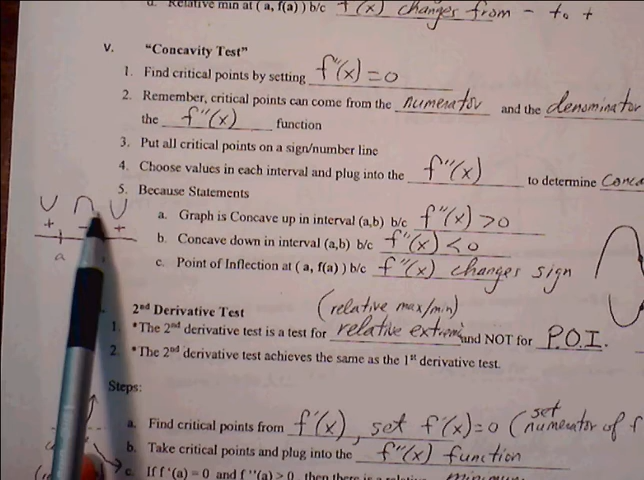 d. Relative min at ( a, f(a) ) b/c f'(x) changes from - to +
V. "Concavity Test"
1. Find critical points by setting f''(x) = 0
2. Remember, critical points can come from the numerator and the denominator
the f''(x) function
3. Put all critical points on a sign/number line
4. Choose values in each interval and plug into the f''(x) to determine Conca
5. Because Statements
a. Graph is Concave up in interval (a,b) b/c f''(x) > 0
+ - +
b. Concave down in interval (a,b) b/c f''(x) < 0
a
c. Point of Inflection at ( a, f(a) ) b/c f''(x) changes sign
2nd Derivative Test (relative max/min)
1. *The 2nd derivative test is a test for relative extrema and NOT for P.O.I.
2. *The 2nd derivative test achieves the same as the 1st derivative test.
Steps:
a. Find critical points from f'(x), set f'(x) = 0 (set numerator of f
b. Take critical points and plug into the f''(x) function
c. If f'(a) = 0 and f''(a) > 0 then there is a relative minimum